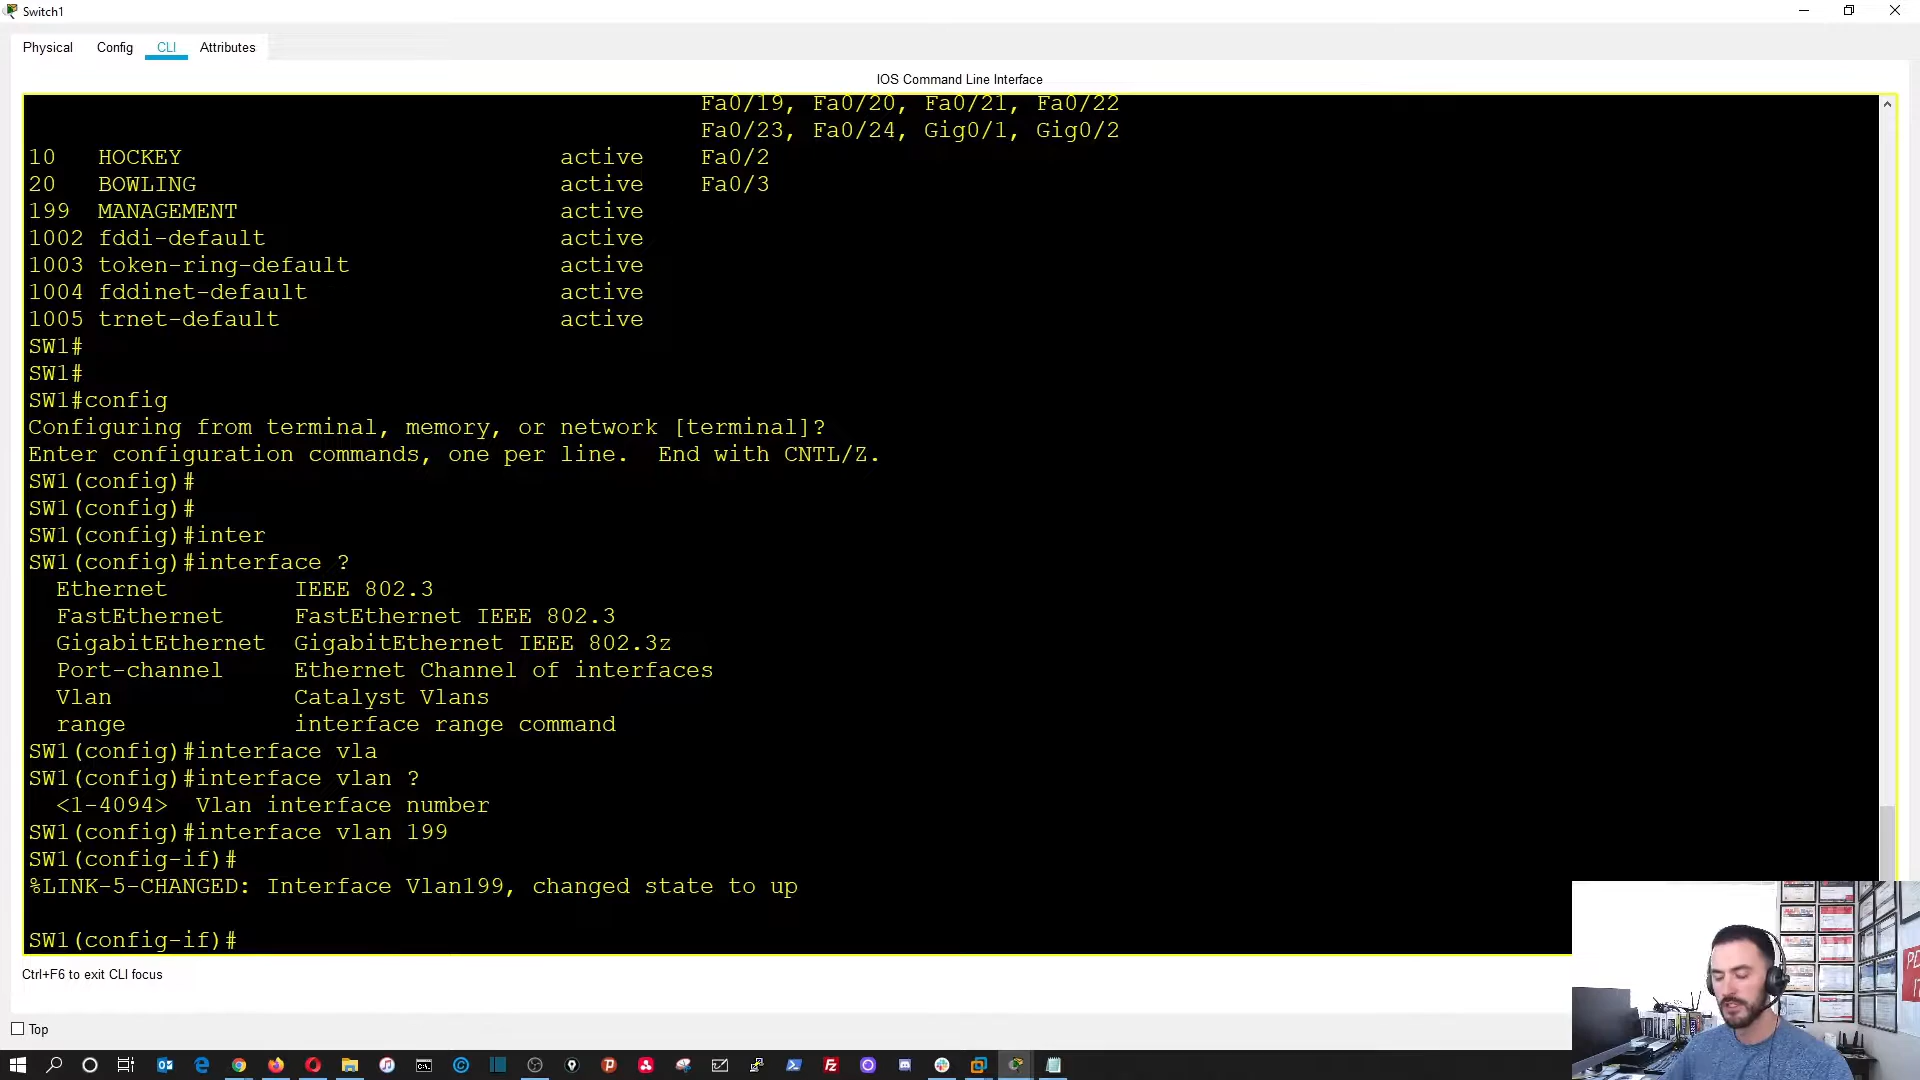 Switch1
Physical Config CLI Attributes
IOS Command Line Interface
Fa0/19, Fa0/20, Fa0/21, Fa0/22
Fa0/23, Fa0/24, Gig0/1, Gig0/2
10 HOCKEY active Fa0/2
20 BOWLING active Fa0/3
199 MANAGEMENT active
1002 fddi-default active
1003 token-ring-default active
1004 fddinet-default active
1005 trnet-default active
SW1#
SW1#
SW1#config
Configuring from terminal, memory, or network [terminal]?
Enter configuration commands, one per line. End with CNTL/Z.
SW1(config)#
SW1(config)#
SW1(config)#inter
SW1(config)#interface ?
Ethernet IEEE 802.3
FastEthernet FastEthernet IEEE 802.3
GigabitEthernet GigabitEthernet IEEE 802.3z
Port-channel Ethernet Channel of interfaces
Vlan Catalyst Vlans
range interface range command
SW1(config)#interface vla
SW1(config)#interface vlan ?
<1-4094> Vlan interface number
SW1(config)#interface vlan 199
SW1(config-if)#
%LINK-5-CHANGED: Interface Vlan199, changed state to up
SW1(config-if)#
Ctrl+F6 to exit CLI focus
Top